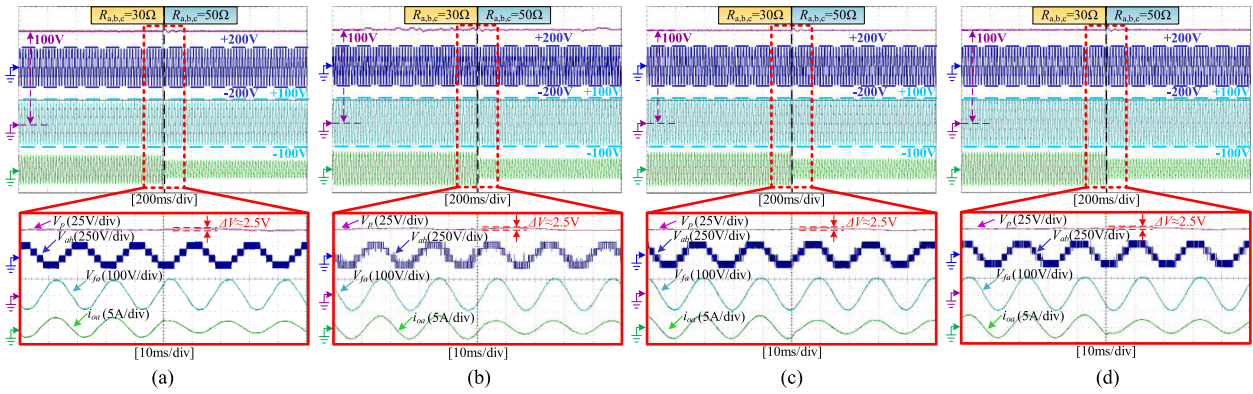 Ra,b,c=30Ω Ra,b,c=50Ω
100V
+200V
-200V +100V
-100V
[200ms/div]
Vp (25V/div)
ΔV≈2.5V
Vab (250V/div)
Vfa (100V/div)
ioa (5A/div)
[10ms/div]
(a)
Ra,b,c=30Ω Ra,b,c=50Ω
100V
+200V
-200V +100V
-100V
[200ms/div]
Vp (25V/div)
ΔV≈2.5V
Vab (250V/div)
Vfa (100V/div)
ioa (5A/div)
[10ms/div]
(b)
Ra,b,c=30Ω Ra,b,c=50Ω
100V
+200V
-200V +100V
-100V
[200ms/div]
Vp (25V/div)
ΔV≈2.5V
Vab (250V/div)
Vfa (100V/div)
ioa (5A/div)
[10ms/div]
(c)
Ra,b,c=30Ω Ra,b,c=50Ω
100V
+200V
-200V +100V
-100V
[200ms/div]
Vp (25V/div)
ΔV≈2.5V
Vab (250V/div)
Vfa (100V/div)
ioa (5A/div)
[10ms/div]
(d)